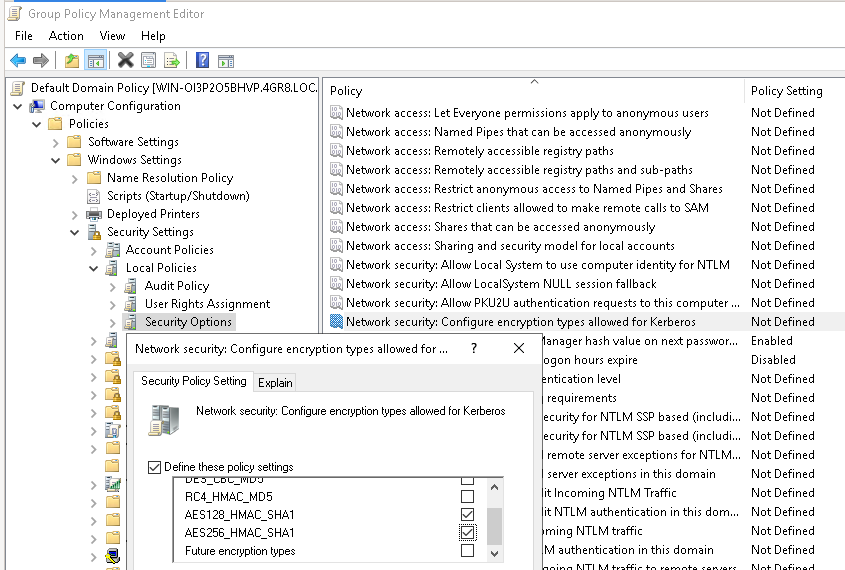 Group Policy Management Editor
File Action View Help
Default Domain Policy [WIN-OI3P2O5BHVP.4GR8.LOC.
Computer Configuration
Policies
Software Settings
Windows Settings
Name Resolution Policy
Scripts (Startup/Shutdown)
Deployed Printers
Security Settings
Account Policies
Local Policies
Audit Policy
User Rights Assignment
Security Options
Policy Policy Setting
Network access: Let Everyone permissions apply to anonymous users Not Defined
Network access: Named Pipes that can be accessed anonymously Not Defined
Network access: Remotely accessible registry paths Not Defined
Network access: Remotely accessible registry paths and sub-paths Not Defined
Network access: Restrict anonymous access to Named Pipes and Shares Not Defined
Network access: Restrict clients allowed to make remote calls to SAM Not Defined
Network access: Shares that can be accessed anonymously Not Defined
Network access: Sharing and security model for local accounts Not Defined
Network security: Allow Local System to use computer identity for NTLM Not Defined
Network security: Allow LocalSystem NULL session fallback Not Defined
Network security: Allow PKU2U authentication requests to this computer ... Not Defined
Network security: Configure encryption types allowed for Kerberos Not Defined
Manager hash value on next passwor... Enabled
ogon hours expire Disabled
entication level Not Defined
g requirements Not Defined
ecurity for NTLM SSP based (includi... Not Defined
ecurity for NTLM SSP based (includi... Not Defined
remote server exceptions for NTLM... Not Defined
server exceptions in this domain Not Defined
it Incoming NTLM Traffic Not Defined
it NTLM authentication in this dom... Not Defined
oming NTLM traffic Not Defined
M authentication in this domain Not Defined
going NTLM traffic to remote servers Not Defined
Network security: Configure encryption types allowed for ... ?
Security Policy Setting Explain
Network security: Configure encryption types allowed for Kerberos
Define these policy settings
DES_CBC_MD5
RC4_HMAC_MD5
AES128_HMAC_SHA1
AES256_HMAC_SHA1
Future encryption types